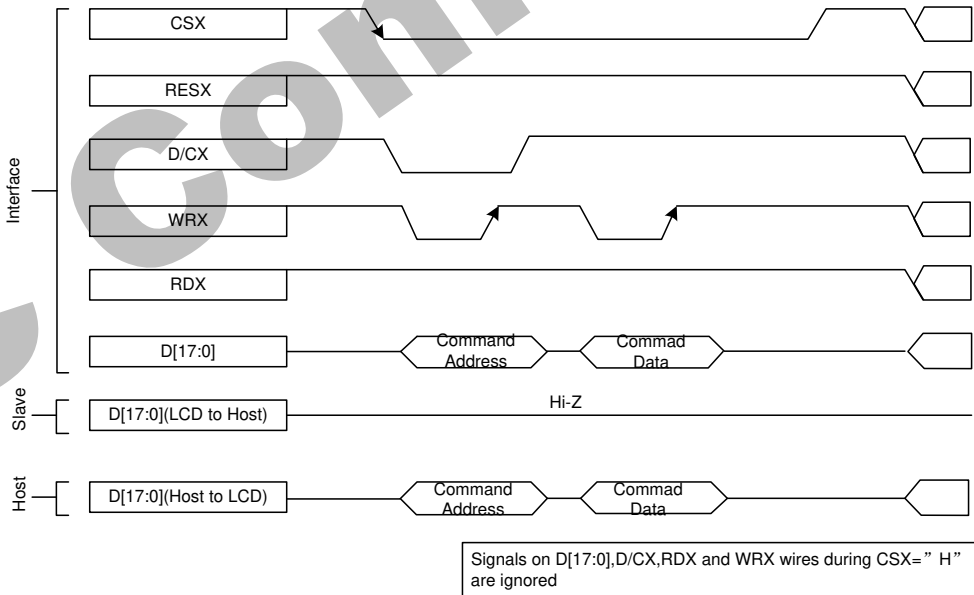 Interface
CSX
RESX
D/CX
WRX
RDX
D[17:0]
Command
Address
Commad
Data
Slave
D[17:0](LCD to Host)
Hi-Z
Host
D[17:0](Host to LCD)
Command
Address
Commad
Data
Signals on D[17:0],D/CX,RDX and WRX wires during CSX=” H”
are ignored